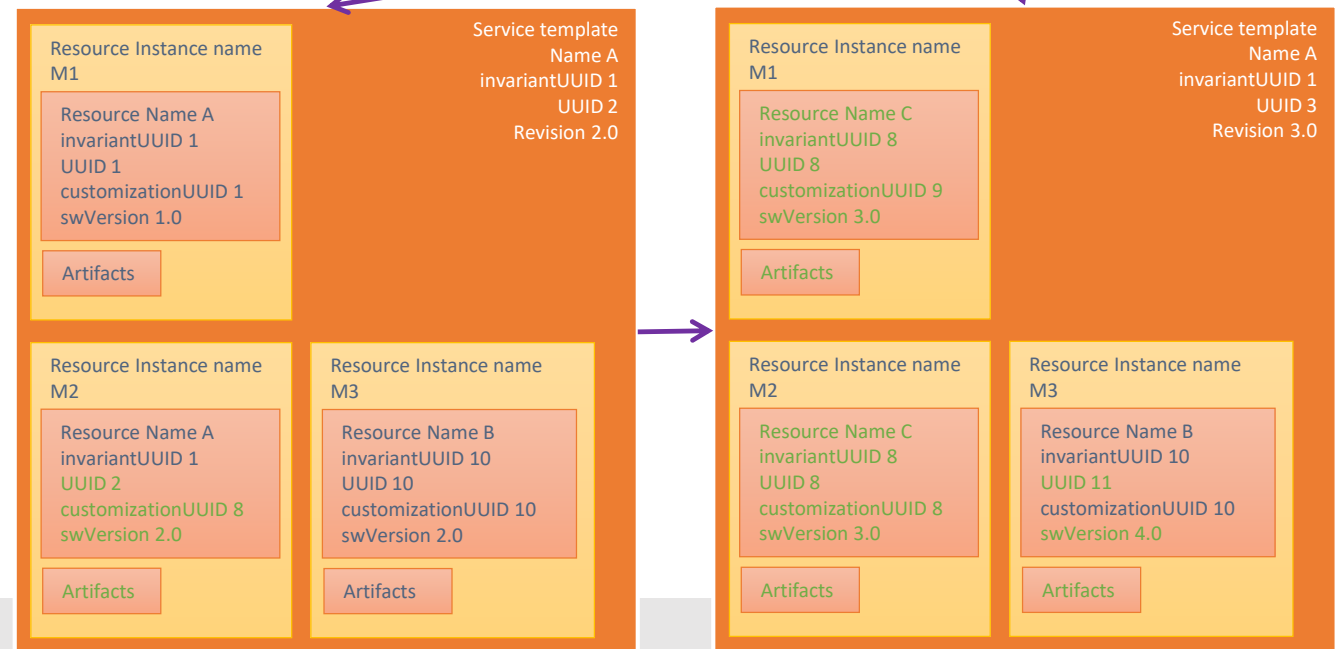 Service template
Name A
invariantUUID 1
UUID 2
Revision 2.0
Resource Instance name
M1
Resource Name A
invariantUUID 1
UUID 1
customizationUUID 1
swVersion 1.0
Artifacts
Resource Instance name
M2
Resource Name A
invariantUUID 1
UUID 2
customizationUUID 8
swVersion 2.0
Artifacts
Resource Instance name
M3
Resource Name B
invariantUUID 10
UUID 10
customizationUUID 10
swVersion 2.0
Artifacts
Service template
Name A
invariantUUID 1
UUID 3
Revision 3.0
Resource Instance name
M1
Resource Name C
invariantUUID 8
UUID 8
customizationUUID 9
swVersion 3.0
Artifacts
Resource Instance name
M2
Resource Name C
invariantUUID 8
UUID 8
customizationUUID 8
swVersion 3.0
Artifacts
Resource Instance name
M3
Resource Name B
invariantUUID 10
UUID 11
customizationUUID 10
swVersion 4.0
Artifacts